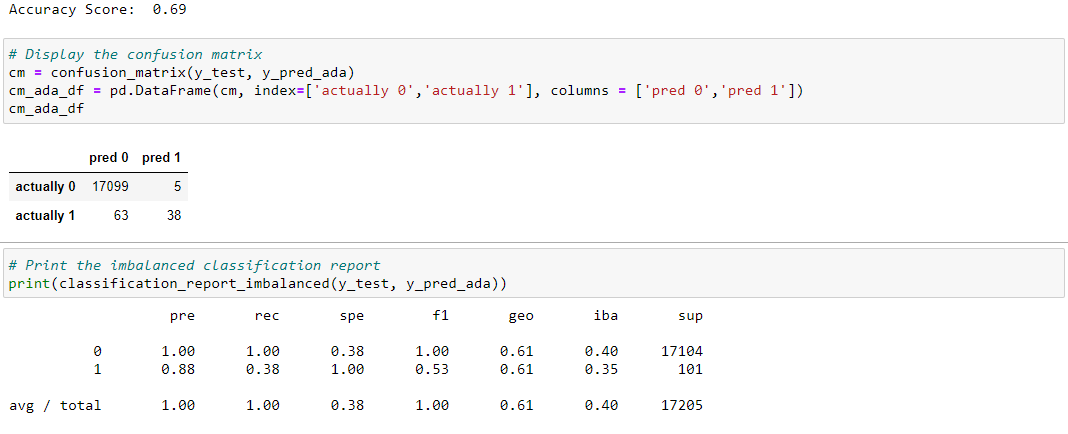 Accuracy Score:  0.69
# Display the confusion matrix
cm = confusion_matrix(y_test, y_pred_ada)
cm_ada_df = pd.DataFrame(cm, index=['actually 0','actually 1'], columns = ['pred 0','pred 1'])
cm_ada_df
pred 0 pred 1
actually 0 17099 5
actually 1 63 38
# Print the imbalanced classification report
print(classification_report_imbalanced(y_test, y_pred_ada))
pre rec spe f1 geo iba sup
0 1.00 1.00 0.38 1.00 0.61 0.40 17104
1 0.88 0.38 1.00 0.53 0.61 0.35 101
avg / total 1.00 1.00 0.38 1.00 0.61 0.40 17205